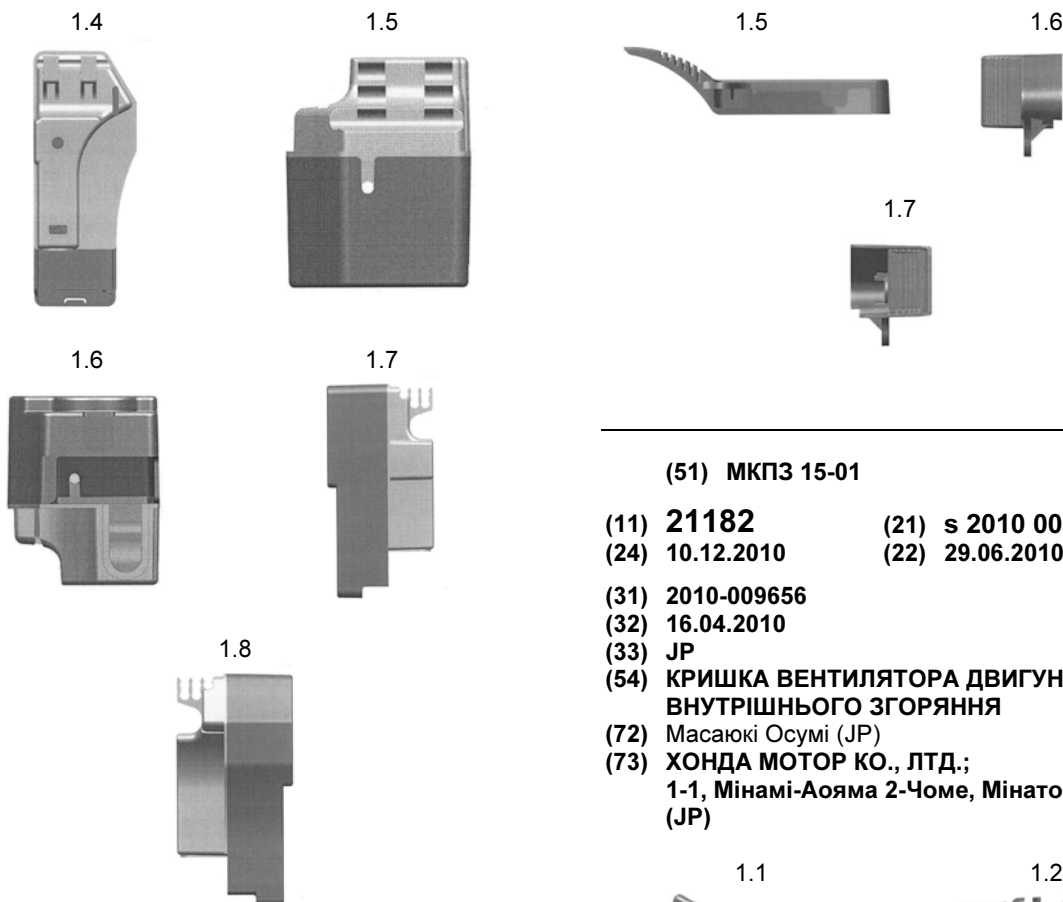 1.4 1.5
1.6 1.7
1.8
1.5 1.6
1.7
(51) МКПЗ 15-01
(11) 21182 (21) s 2010 00
(24) 10.12.2010 (22) 29.06.2010
(31) 2010-009656
(32) 16.04.2010
(33) JP
(54) КРИШКА ВЕНТИЛЯТОРА ДВИГУН
ВНУТРІШНЬОГО ЗГОРЯННЯ
(72) Масаюкі Осумі (JP)
(73) ХОНДА МОТОР КО., ЛТД.;
1-1, Мінамі-Аояма 2-Чоме, Мінато
(JP)
1.1 1.2